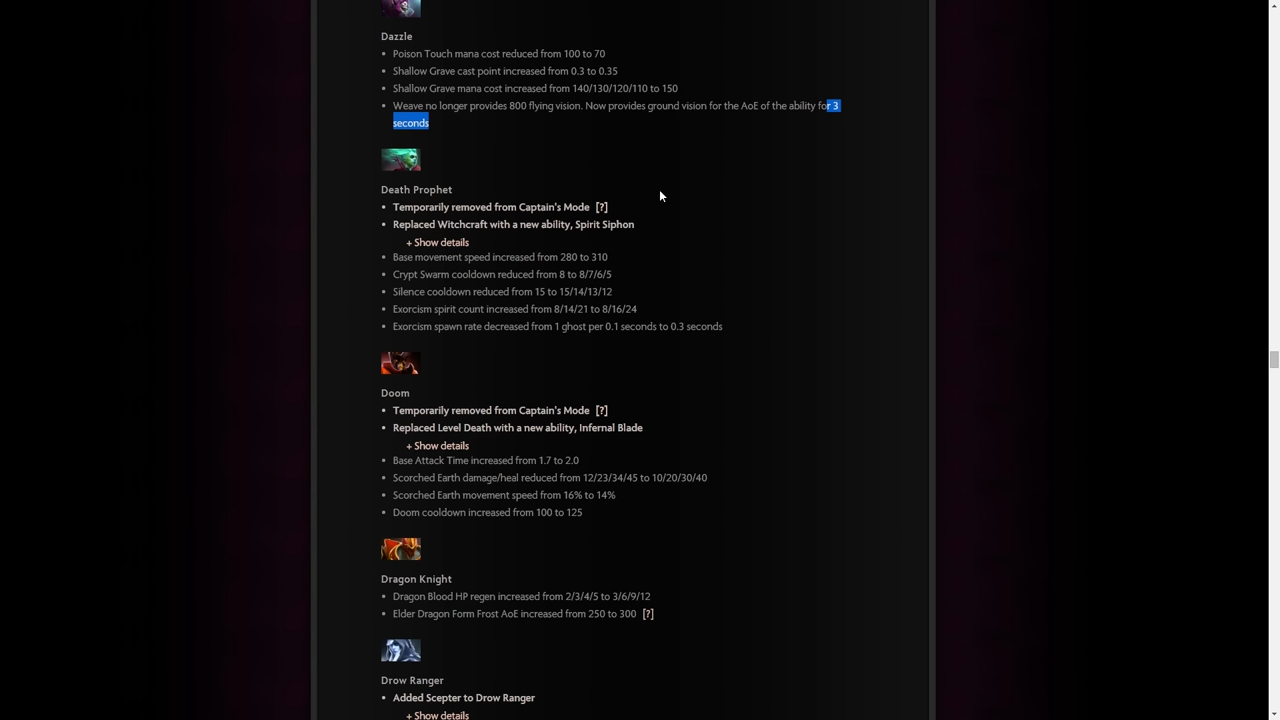 Dazzle
• Poison Touch mana cost reduced from 100 to 70
• Shallow Grave cast point increased from 0.3 to 0.35
• Shallow Grave mana cost increased from 140/130/120/110 to 150
• Weave no longer provides 800 flying vision. Now provides ground vision for the AoE of the ability for 3
seconds
Death Prophet
• Temporarily removed from Captain's Mode [?]
• Replaced Witchcraft with a new ability, Spirit Siphon
+ Show details
• Base movement speed increased from 280 to 310
• Crypt Swarm cooldown reduced from 8 to 8/7/6/5
• Silence cooldown reduced from 15 to 15/14/13/12
• Exorcism spirit count increased from 8/14/21 to 8/16/24
• Exorcism spawn rate decreased from 1 ghost per 0.1 seconds to 0.3 seconds
Doom
• Temporarily removed from Captain's Mode [?]
• Replaced Level Death with a new ability, Infernal Blade
+ Show details
• Base Attack Time increased from 1.7 to 2.0
• Scorched Earth damage/heal reduced from 12/23/34/45 to 10/20/30/40
• Scorched Earth movement speed from 16% to 14%
• Doom cooldown increased from 100 to 125
Dragon Knight
• Dragon Blood HP regen increased from 2/3/4/5 to 3/6/9/12
• Elder Dragon Form Frost AoE increased from 250 to 300 [?]
Drow Ranger
• Added Scepter to Drow Ranger
+ Show details